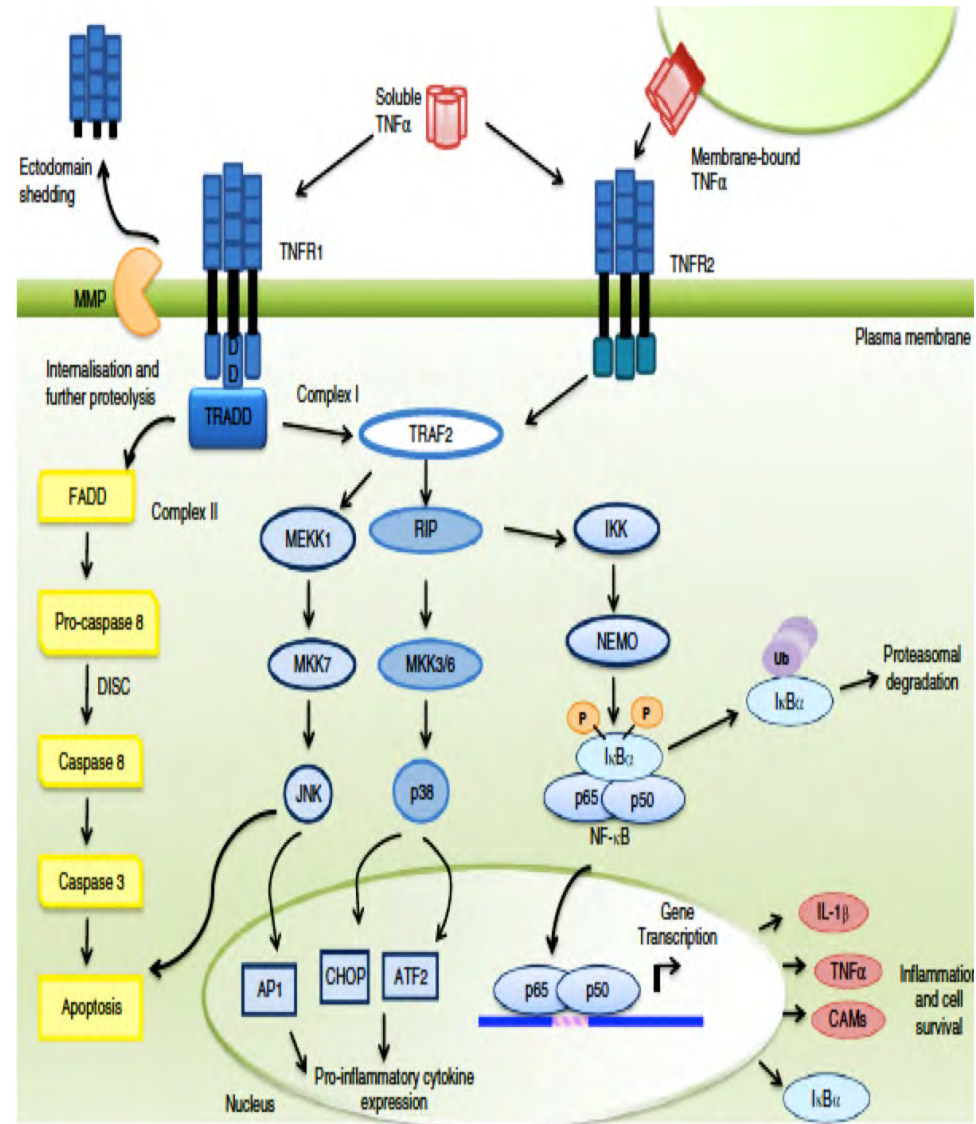 Soluble
TNFα
Ectodomain
shedding
Membrane-bound
TNFα
TNFR1
TNFR2
MMP
Plasma membrane
D
D
Internalisation and
further proteolysis
Complex I
TRADD
TRAF2
FADD
Complex II
MEKK1
RIP
IKK
Pro-caspase 8
MKK7
MKK3/6
NEMO
Ub
IκBα
Proteasomal
degradation
DISC
P
P
IκBα
p65
p50
NF-κB
Caspase 8
JNK
p38
Caspase 3
Gene
Transcription
IL-1β
TNFα
CAMs
Inflammation
and cell
survival
Apoptosis
AP1
CHOP
ATF2
p65
p50
Pro-inflammatory cytokine
expression
Nucleus
IκBα